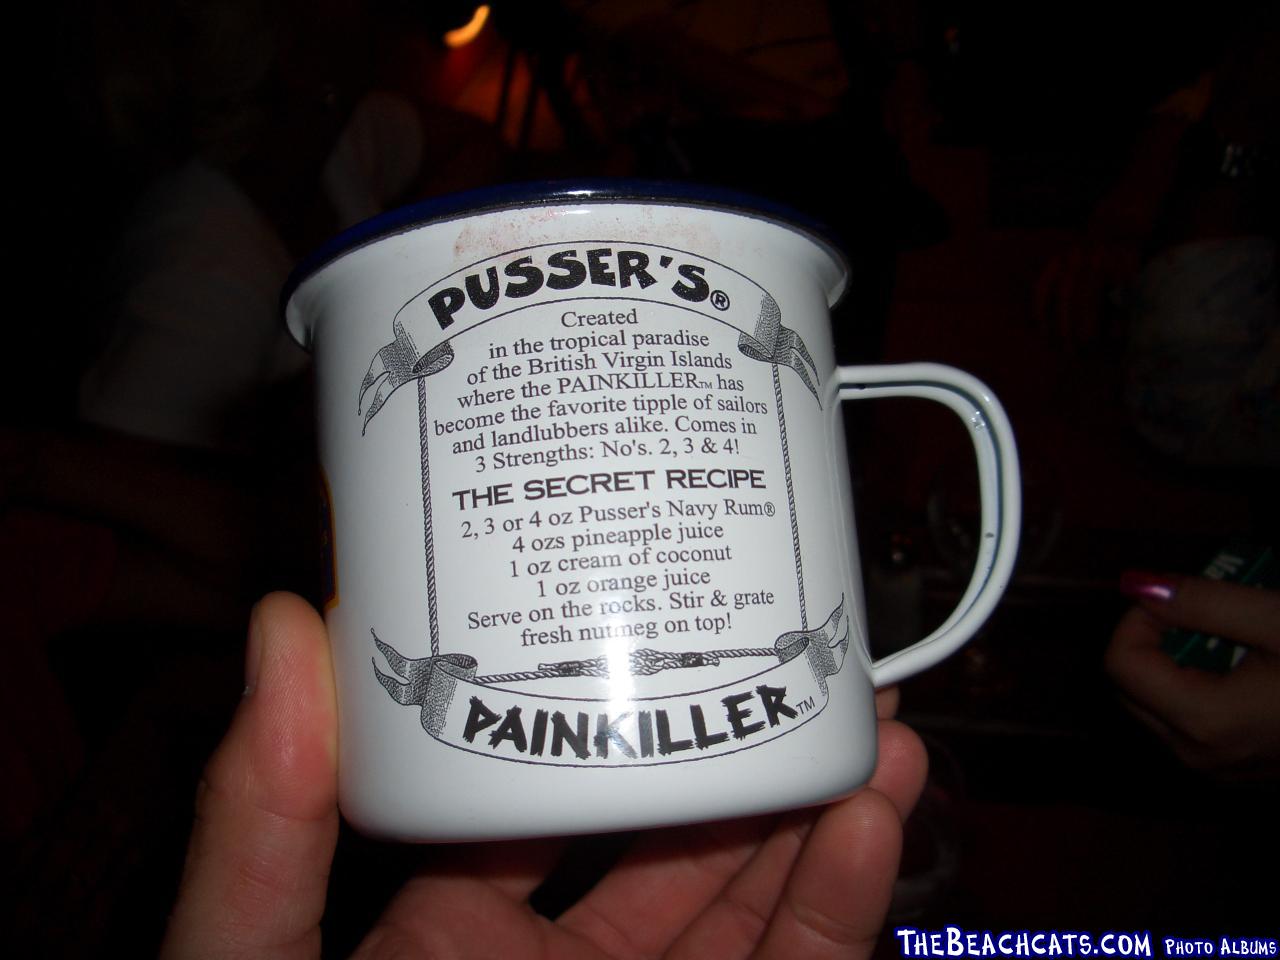 PUSSER'S®
Created
in the tropical paradise
of the British Virgin Islands
where the PAINKILLER™ has
become the favorite tipple of sailors
and landlubbers alike. Comes in
3 Strengths: No's. 2, 3 & 4!
THE SECRET RECIPE
2, 3 or 4 oz Pusser's Navy Rum®
4 ozs pineapple juice
1 oz cream of coconut
1 oz orange juice
Serve on the rocks. Stir & grate
fresh nutmeg on top!
PAINKILLER™
THEBEACHCATS.COM PHOTO ALBUMS